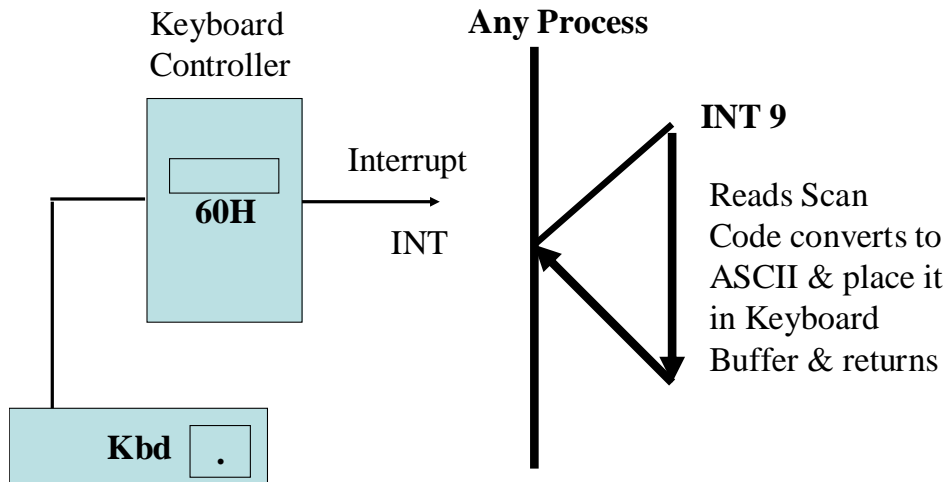 Keyboard
Controller
60H
Kbd .
Interrupt
INT
Any Process
INT 9
Reads Scan
Code converts to
ASCII & place it
in Keyboard
Buffer & returns